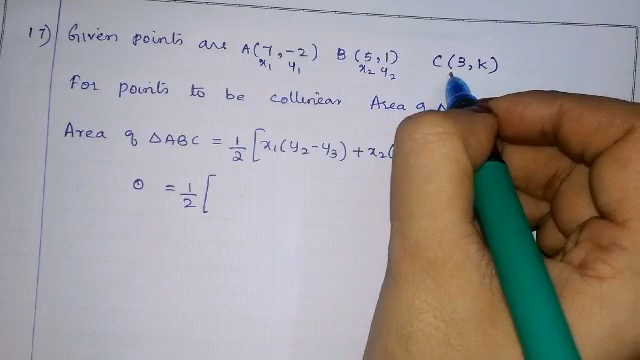 17) Given points are A(7,-2) B(5,1) C(3,K)
x₁ y₁ x₂ y₂
For points to be collinear Area of
Area of △ABC = 1/2 [x₁(y₂-y₃) + x₂(
0 = 1/2 [